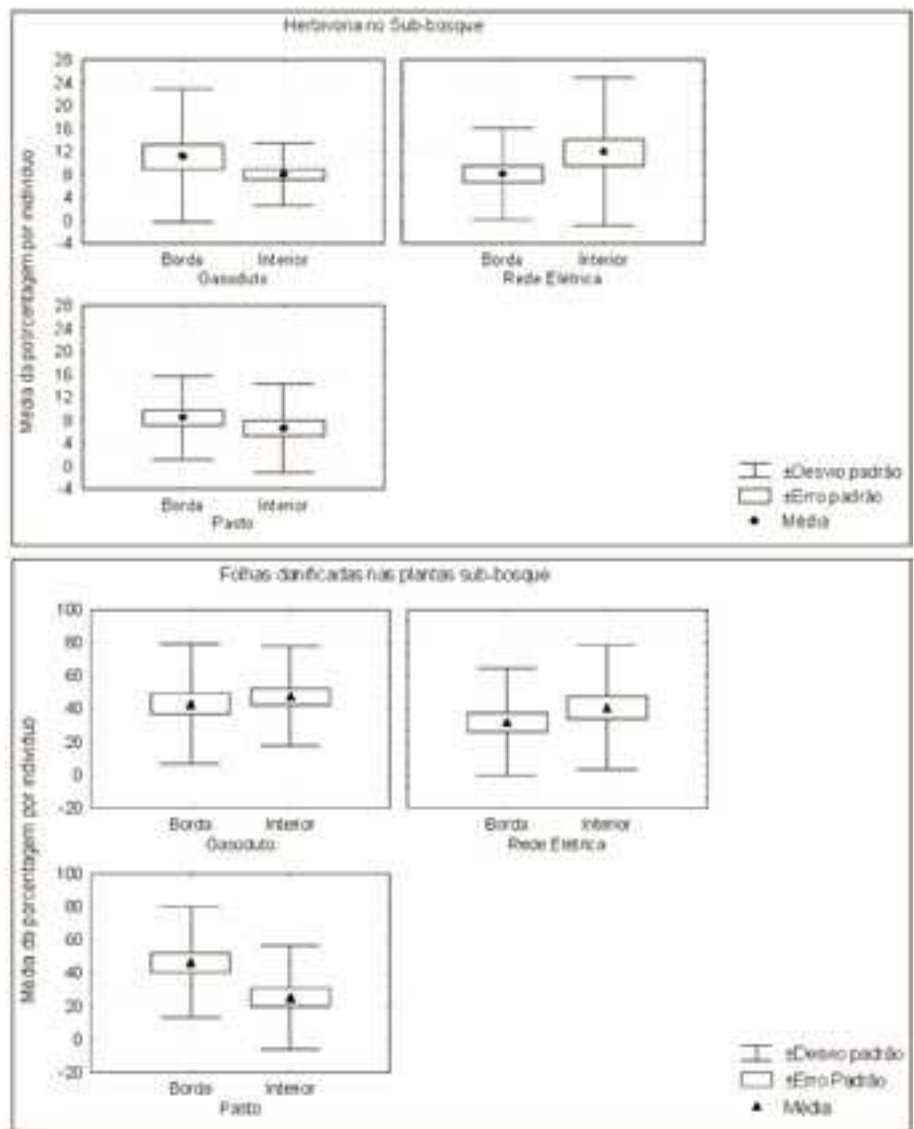 Herbivoria no Sub-bosque
Média da porcentagem por indivíduo
28
24
20
16
12
8
4
0
-4
Borda Interior
Gasoduto
Borda Interior
Rede Elétrica
28
24
20
16
12
8
4
0
-4
Borda Interior
Pasto
±Desvio padrão
±Erro padrão
Média
Folhas danificadas nas plantas sub-bosque
Média da porcentagem por indivíduo
100
80
60
40
20
0
-20
Borda Interior
Gasoduto
Borda Interior
Rede Elétrica
100
80
60
40
20
0
-20
Borda Interior
Pasto
±Desvio padrão
±Erro Padrão
Média